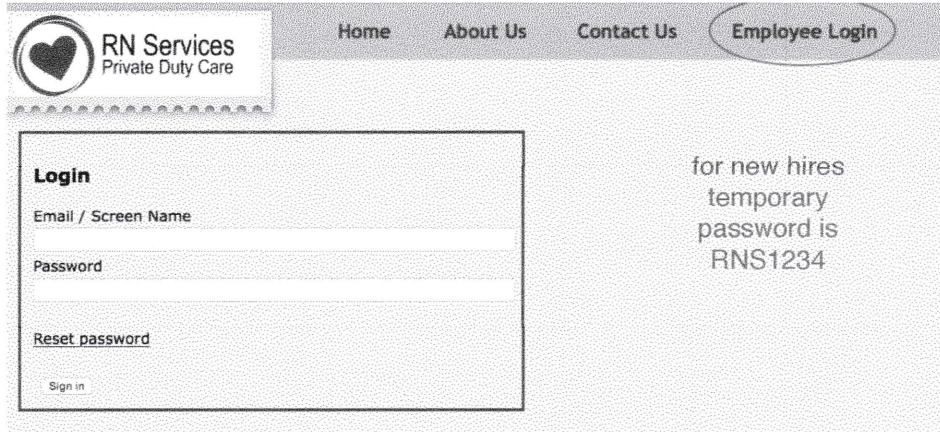 RN Services
Private Duty Care
Home About Us Contact Us Employee Login
Login
Email / Screen Name
Password
Reset password
Sign in
for new hires
temporary
password is
RNS1234